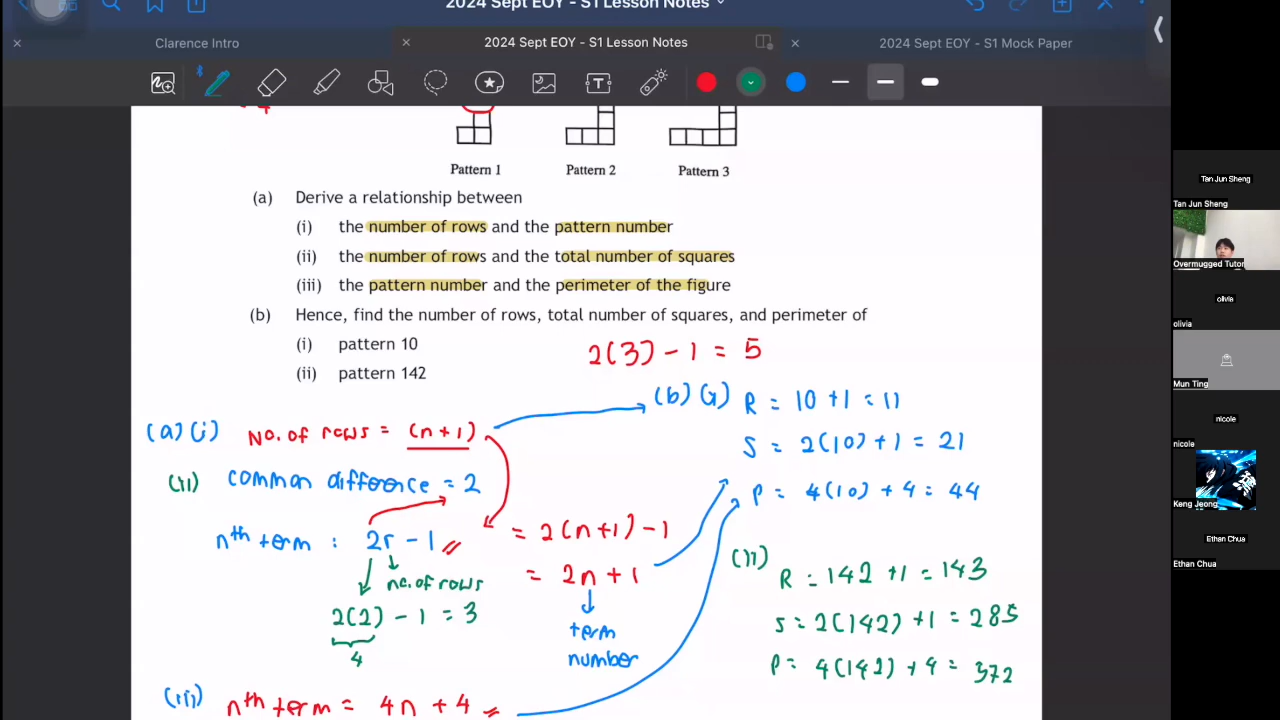 2024 Sept EOY - S1 Lesson Notes
Clarence Intro
2024 Sept EOY - S1 Lesson Notes
2024 Sept EOY - S1 Mock Paper
Pattern 1
Pattern 2
Pattern 3
(a) Derive a relationship between
(i) the number of rows and the pattern number
(ii) the number of rows and the total number of squares
(iii) the pattern number and the perimeter of the figure
(b) Hence, find the number of rows, total number of squares, and perimeter of
(i) pattern 10
(ii) pattern 142
2(3) - 1 = 5
(a)(i) No. of rows = (n+1)
(ii) common difference = 2
nth term : 2r - 1
no. of rows
2(2) - 1 = 3
4
= 2(n+1) - 1
= 2n + 1
term
number
(iii) nth term = 4n + 4
(b)(i) R = 10 + 1 = 11
S = 2(10) + 1 = 21
P = 4(10) + 4 = 44
(ii) R = 142 + 1 = 143
S = 2(142) + 1 = 285
P = 4(142) + 4 = 372
Tan Jun Sheng
Tan Jun Sheng
Overmugged Tutor
olivia
olivia
Mun Ting
nicole
nicole
Keng Jeong
Ethan Chua
Ethan Chua